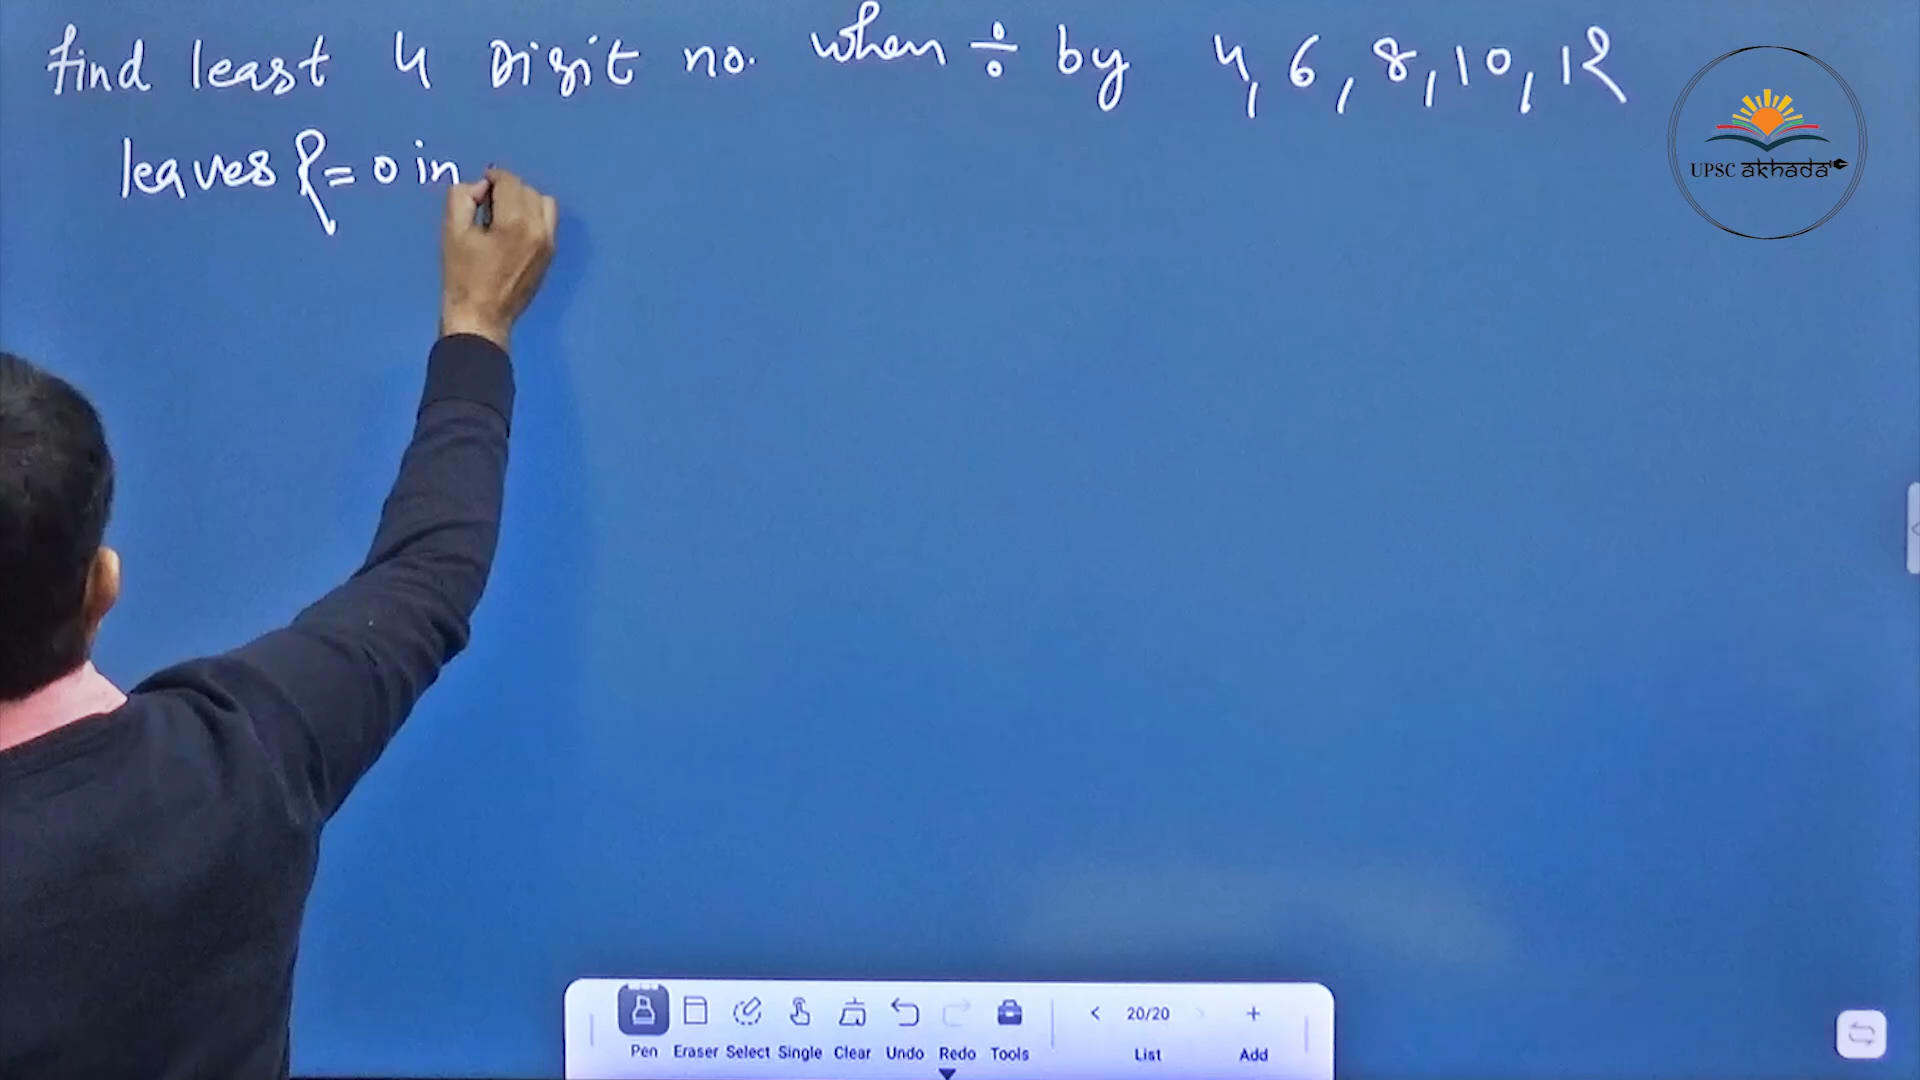 find least 4 Digit no. when ÷ by 4, 6, 8, 10, 12
leaves R = 0 in
UPSC akhada
Pen Eraser Select Single Clear Undo Redo Tools
20/20
List Add